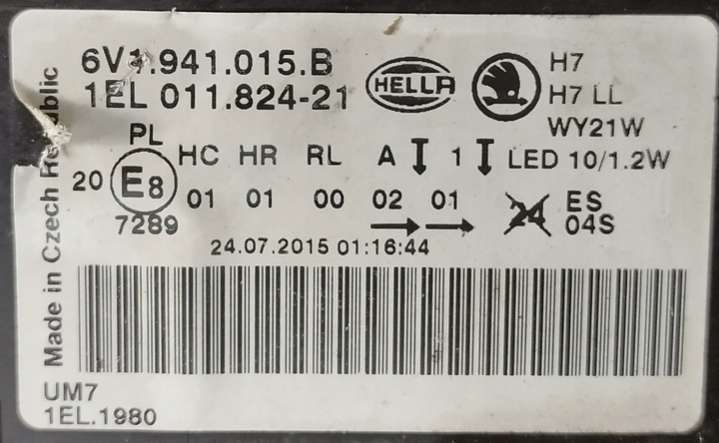 6V1.941.015.B
1EL 011.824-21
HELLA
H7
H7 LL
WY21W
LED 10/1.2W
PL
HC HR RL A 1
20 E8 01 01 00 02 01
7289
24
ES
04S
24.07.2015 01:16:44
Made in Czech Republic
UM7
1EL.1980